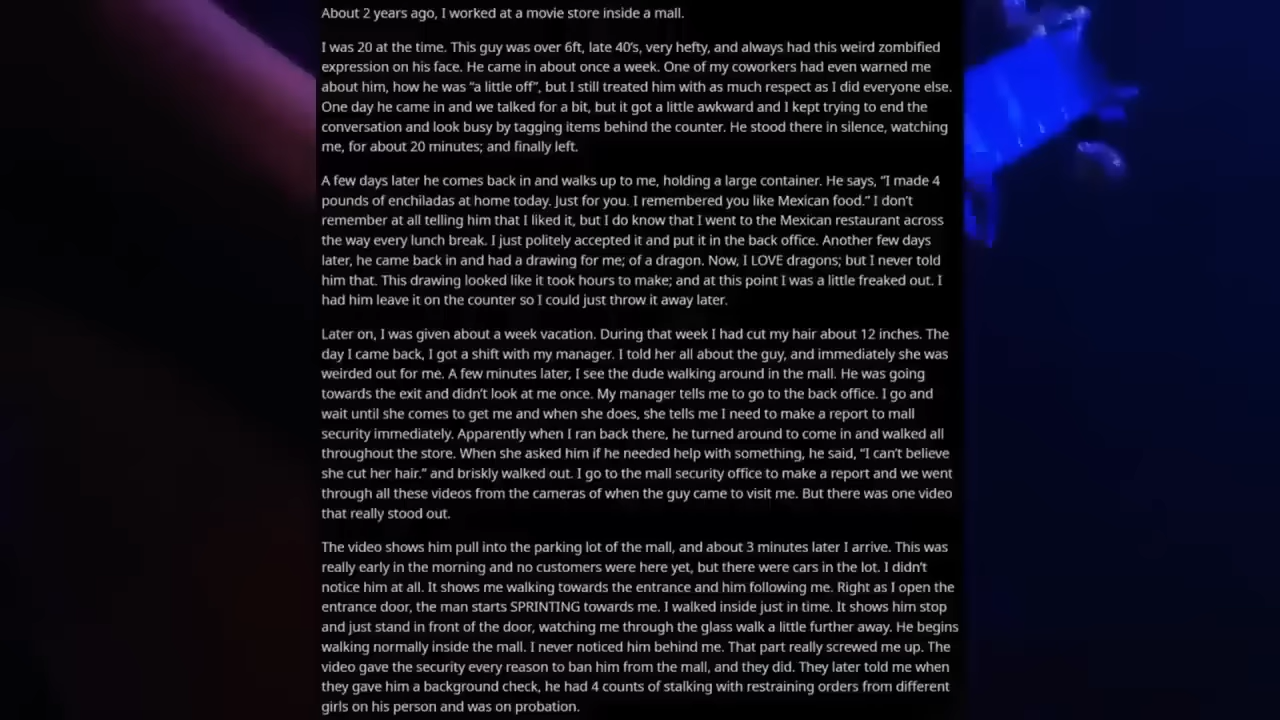 About 2 years ago, I worked at a movie store inside a mall.
I was 20 at the time. This guy was over 6ft, late 40's, very hefty, and always had this weird zombified
expression on his face. He came in about once a week. One of my coworkers had even warned me
about him, how he was “a little off”, but I still treated him with as much respect as I did everyone else.
One day he came in and we talked for a bit, but it got a little awkward and I kept trying to end the
conversation and look busy by tagging items behind the counter. He stood there in silence, watching
me, for about 20 minutes; and finally left.
A few days later he comes back in and walks up to me, holding a large container. He says, “I made 4
pounds of enchiladas at home today. Just for you. I remembered you like Mexican food.” I don’t
remember at all telling him that I liked it, but I do know that I went to the Mexican restaurant across
the way every lunch break. I just politely accepted it and put it in the back office. Another few days
later, he came back in and had a drawing for me; of a dragon. Now, I LOVE dragons; but I never told
him that. This drawing looked like it took hours to make; and at this point I was a little freaked out. I
had him leave it on the counter so I could just throw it away later.
Later on, I was given about a week vacation. During that week I had cut my hair about 12 inches. The
day I came back, I got a shift with my manager. I told her all about the guy, and immediately she was
weirded out for me. A few minutes later, I see the dude walking around in the mall. He was going
towards the exit and didn’t look at me once. My manager tells me to go to the back office. I go and
wait until she comes to get me and when she does, she tells me I need to make a report to mall
security immediately. Apparently when I ran back there, he turned around to come in and walked all
throughout the store. When she asked him if he needed help with something, he said, “I can’t believe
she cut her hair.” and briskly walked out. I go to the mall security office to make a report and we went
through all these videos from the cameras of when the guy came to visit me. But there was one video
that really stood out.
The video shows him pull into the parking lot of the mall, and about 3 minutes later I arrive. This was
really early in the morning and no customers were here yet, but there were cars in the lot. I didn’t
notice him at all. It shows me walking towards the entrance and him following me. Right as I open the
entrance door, the man starts SPRINTING towards me. I walked inside just in time. It shows him stop
and just stand in front of the door, watching me through the glass walk a little further away. He begins
walking normally inside the mall. I never noticed him behind me. That part really screwed me up. The
video gave the security every reason to ban him from the mall, and they did. They later told me when
they gave him a background check, he had 4 counts of stalking with restraining orders from different
girls on his person and was on probation.